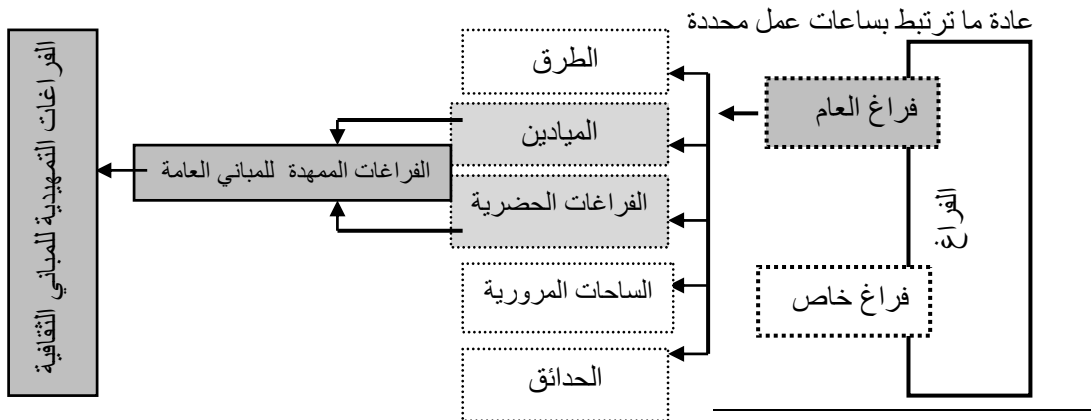 عادة ما ترتبط بساعات عمل محددة
الفراغ
فراغ العام
فراغ خاص
الطرق
الميادين
الفراغات الحضرية
الساحات المرورية
الحدائق
الفراغات الممهدة للمباني العامة
الفراغات التمهيدية للمباني الثقافية